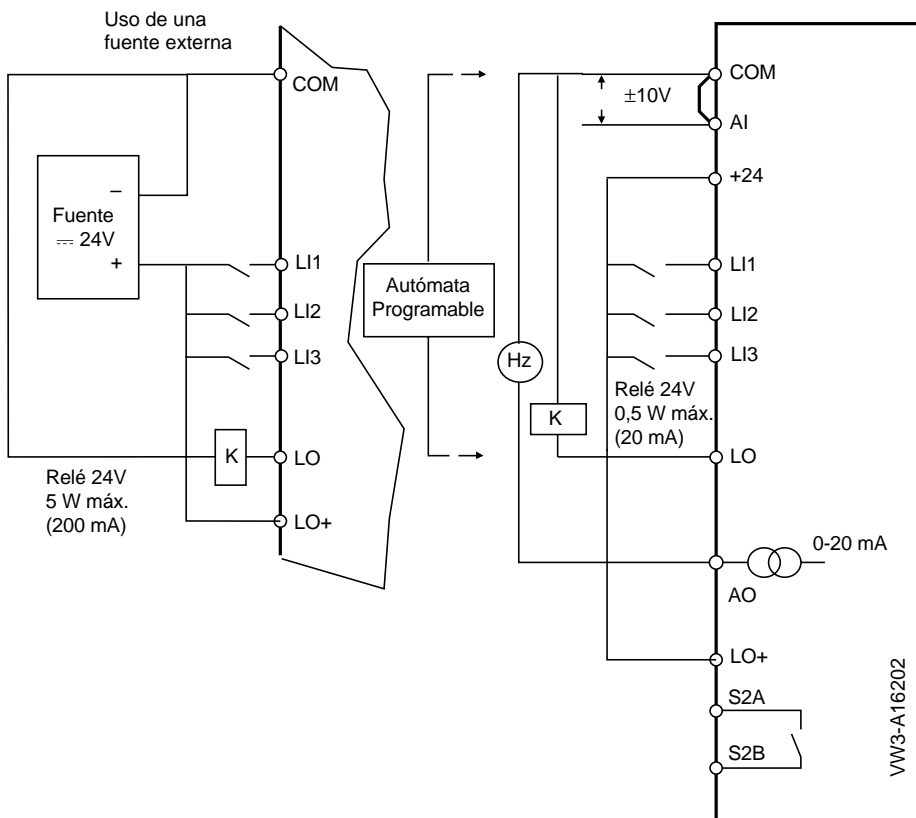 Uso de una
fuente externa
COM
–
Fuente
⎓ 24V
+
LI1
LI2
LI3
K
LO
Relé 24V
5 W máx.
(200 mA)
LO+
Autómata
Programable
COM
±10V
AI
+24
LI1
LI2
LI3
Hz
Relé 24V
0,5 W máx.
(20 mA)
K
LO
0-20 mA
AO
LO+
S2A
S2B
VW3-A16202